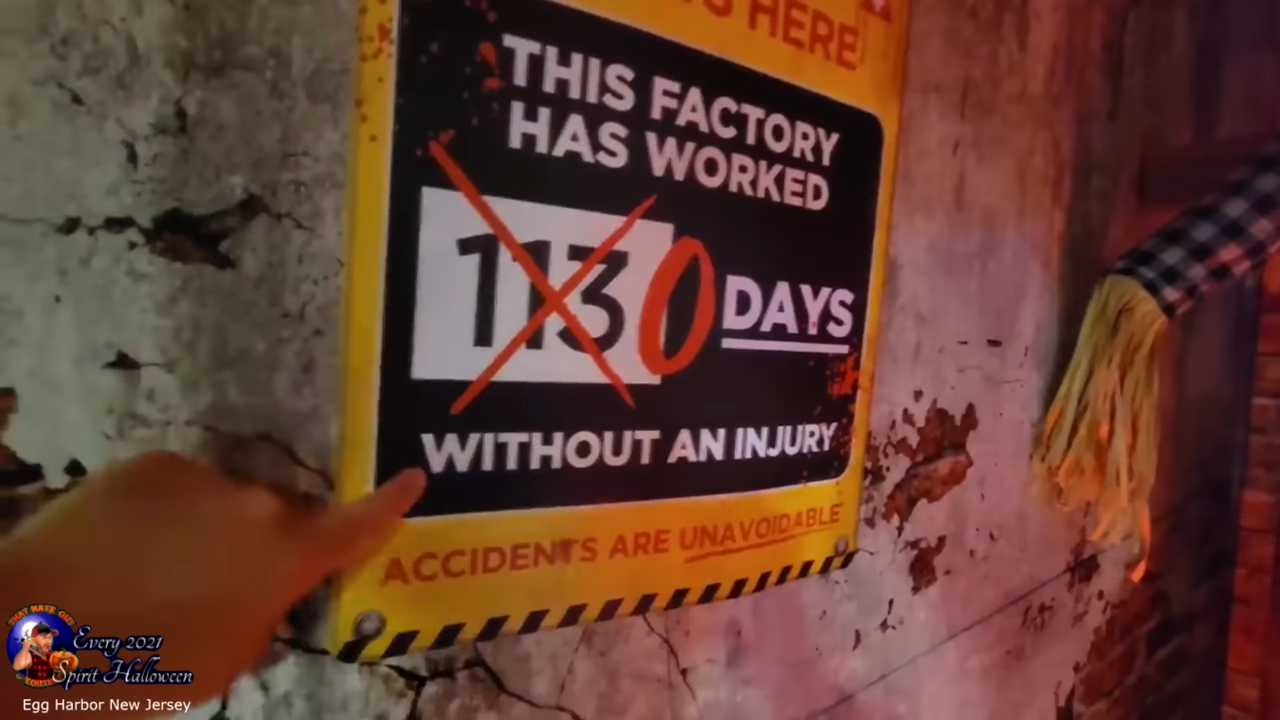 HERE
THIS FACTORY
HAS WORKED
113 0 DAYS
WITHOUT AN INJURY
ACCIDENTS ARE UNAVOIDABLE
Every 2021
Spirit Halloween
Egg Harbor New Jersey